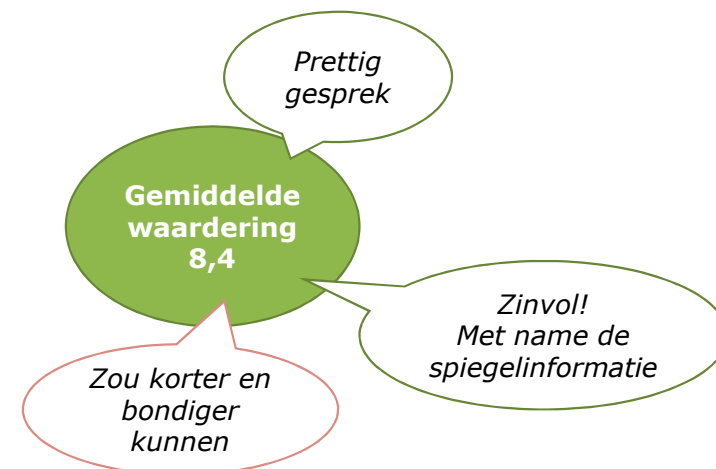 Prettig
gesprek
Gemiddelde
waardering
8,4
Zinvol!
Met name de
spiegelinformatie
Zou korter en
bondiger
kunnen